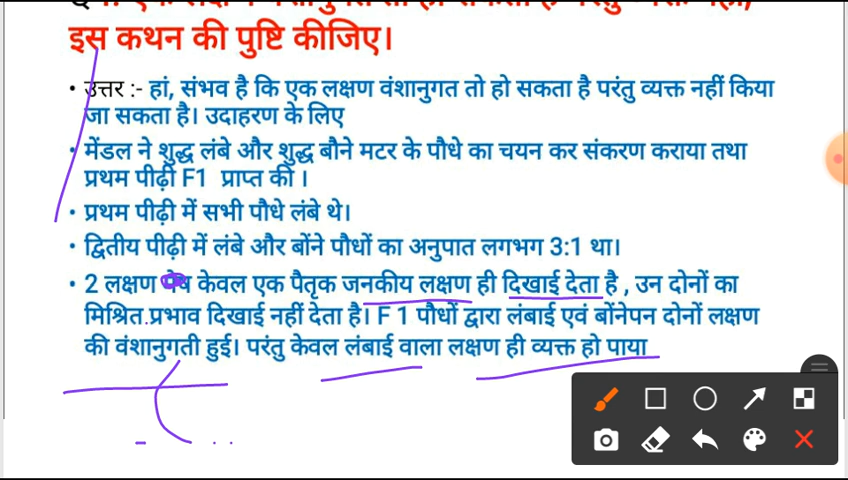 इस कथन की पुष्टि कीजिए।
• उत्तर :- हां, संभव है कि एक लक्षण वंशानुगत तो हो सकता है परंतु व्यक्त नहीं किया
जा सकता है। उदाहरण के लिए
• मेंडल ने शुद्ध लंबे और शुद्ध बौने मटर के पौधे का चयन कर संकरण कराया तथा
प्रथम पीढ़ी F1 प्राप्त की ।
• प्रथम पीढ़ी में सभी पौधे लंबे थे।
• द्वितीय पीढ़ी में लंबे और बोंने पौधों का अनुपात लगभग 3:1 था।
• 2 लक्षण केवल एक पैतृक जनकीय लक्षण ही दिखाई देता है , उन दोनों का
मिश्रित.प्रभाव दिखाई नहीं देता है। F 1 पौधों द्वारा लंबाई एवं बोंनेपन दोनों लक्षण
की वंशानुगती हुई। परंतु केवल लंबाई वाला लक्षण ही व्यक्त हो पाया